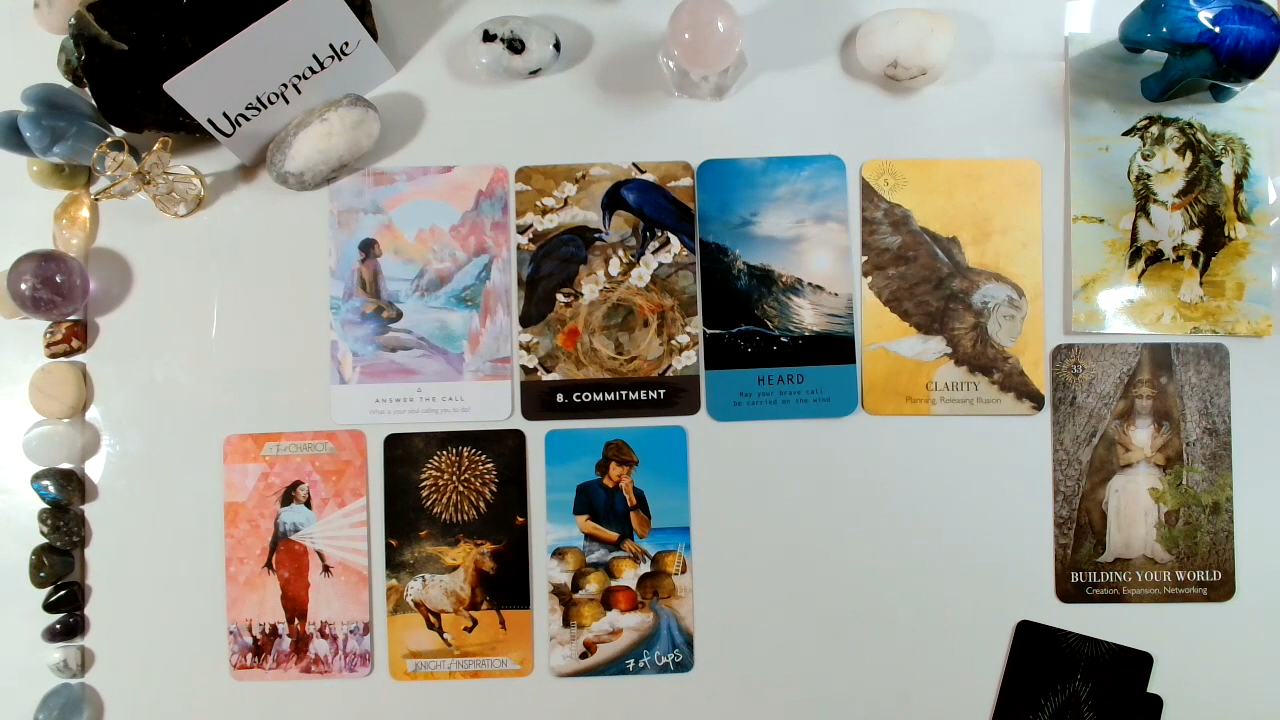 Unstoppable
ANSWER THE CALL
What is your soul calling you to do?
8. COMMITMENT
HEARD
May your brave call
be carried on the wind
5
CLARITY
Planning, Releasing Illusion
33
BUILDING YOUR WORLD
Creation, Expansion, Networking
7 The CHARIOT
KNIGHT of INSPIRATION
7 of Cups